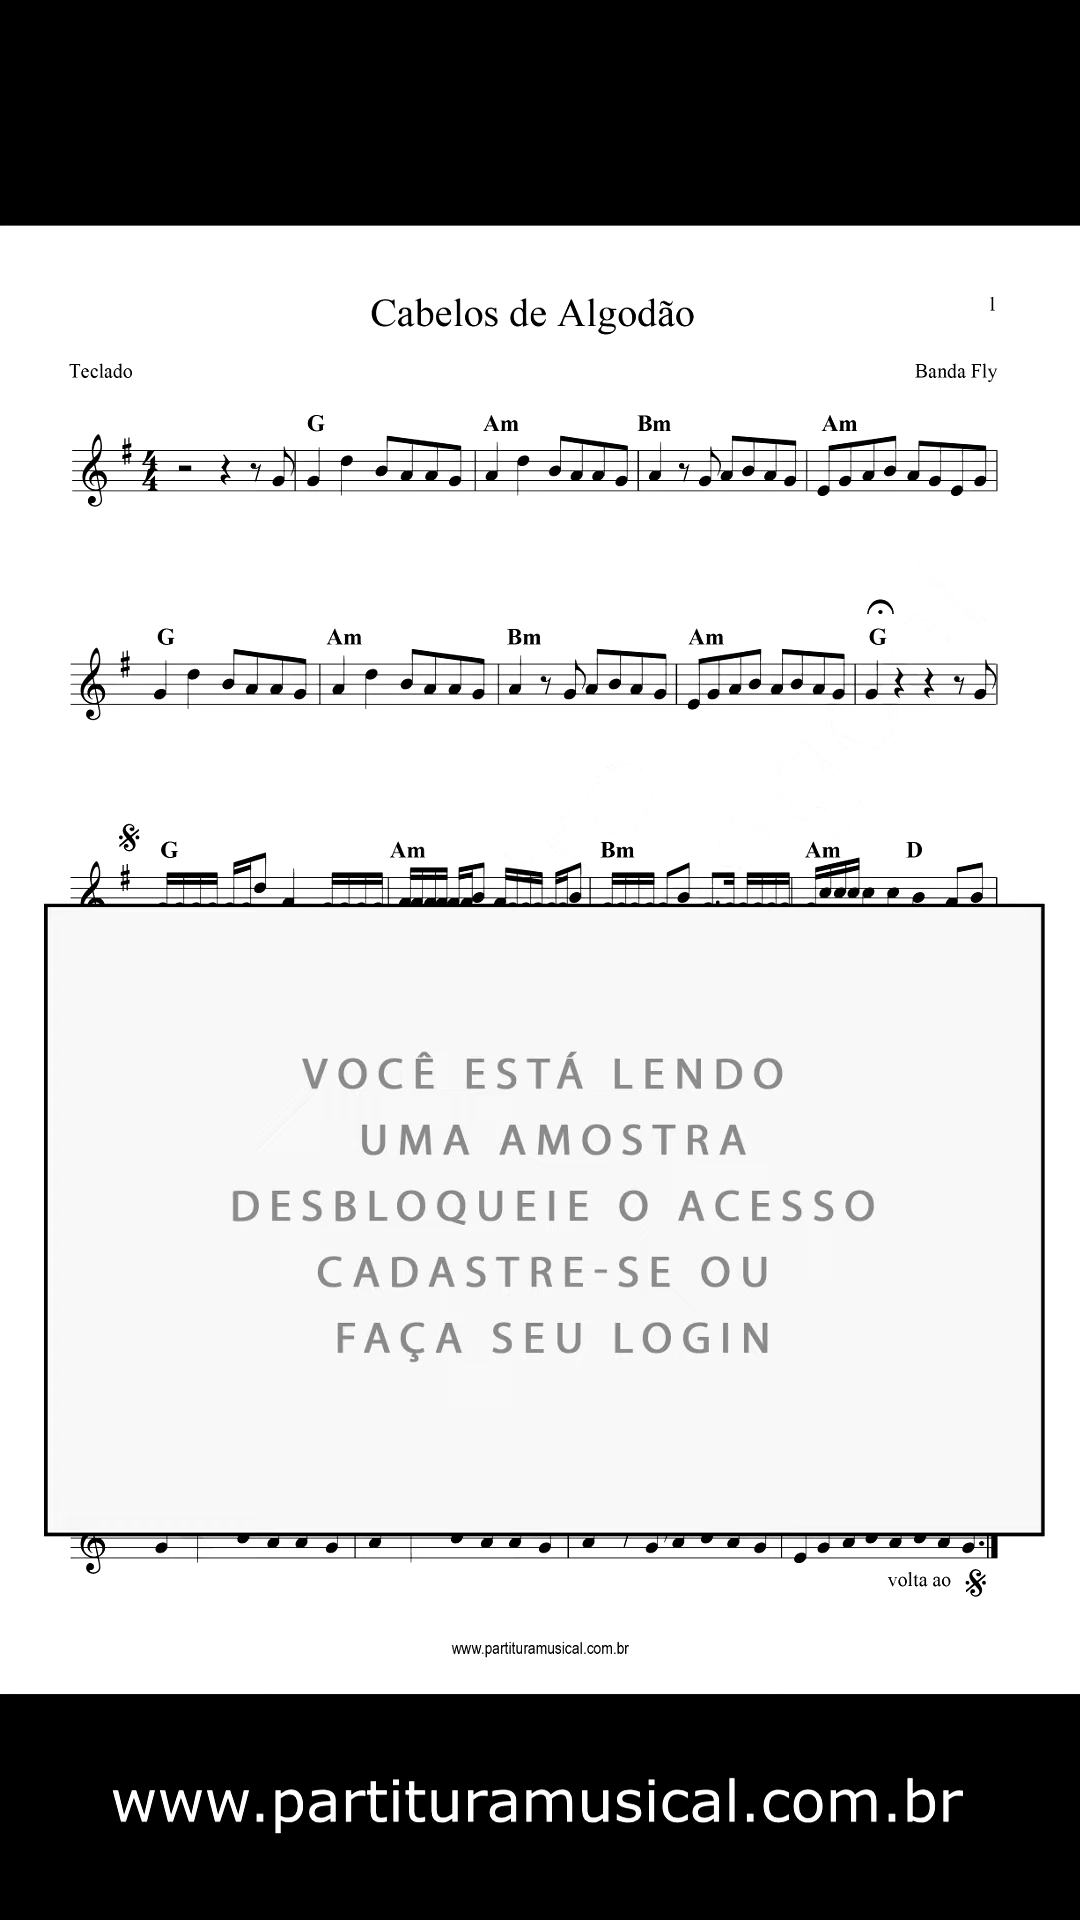 Cabelos de Algodão
1
Teclado
Banda Fly
G Am Bm Am
G Am Bm Am G
G Am Bm Am D
VOCÊ ESTÁ LENDO
UMA AMOSTRA
DESBLOQUEIE O ACESSO
CADASTRE-SE OU
FAÇA SEU LOGIN
volta ao
www.partituramusical.com.br
www.partituramusical.com.br